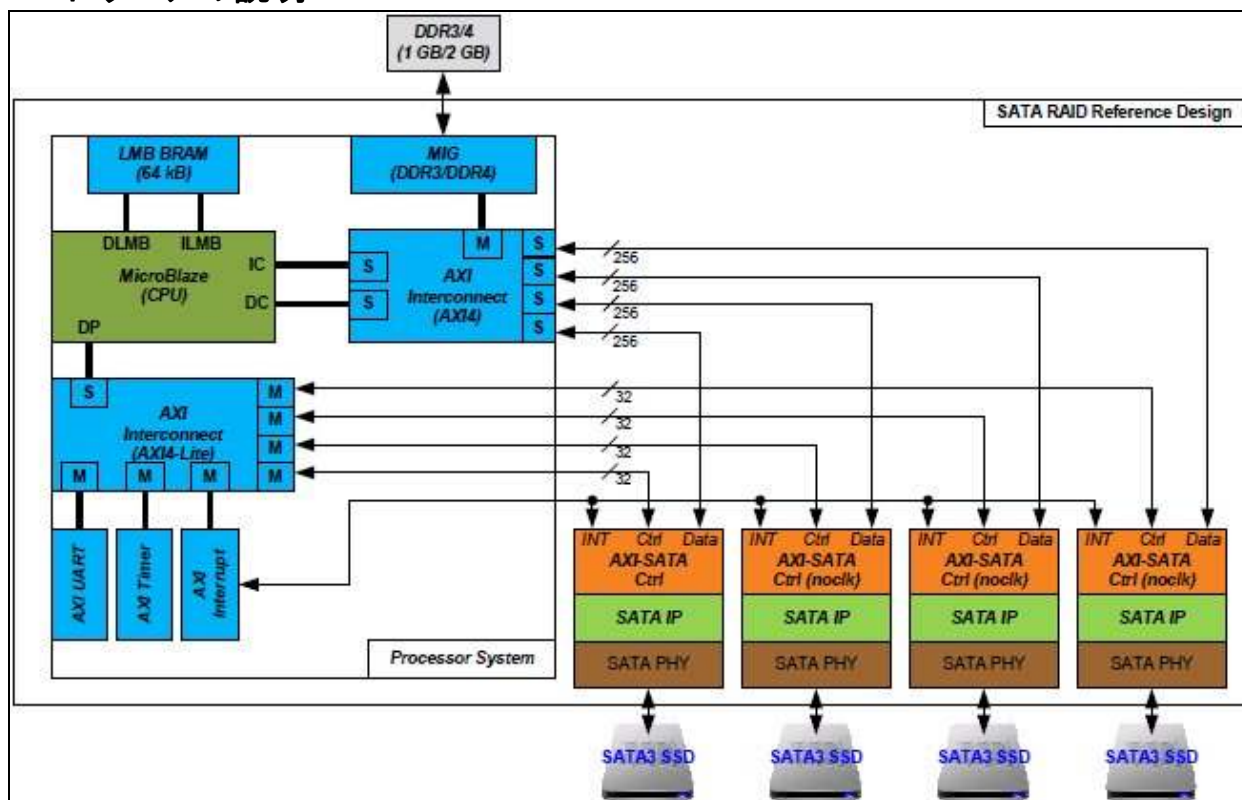 DDR3/4
(1 GB/2 GB)
SATA RAID Reference Design
LMB BRAM
(64 kB)
MIG
(DDR3/DDR4)
DLMB ILMB
MicroBlaze
(CPU)
IC
DC
DP
M
S
S
AXI
Interconnect
(AXI4)
S
S
S
S
256
256
256
256
S
AXI
Interconnect
(AXI4-Lite)
M
M
M
M
M
M
M
32
32
32
32
AXI UART
AXI Timer
AXI
Interrupt
Processor System
INT Ctrl Data
AXI-SATA
Ctrl
SATA IP
SATA PHY
SATA3 SSD
INT Ctrl Data
AXI-SATA
Ctrl (noclk)
SATA IP
SATA PHY
SATA3 SSD
INT Ctrl Data
AXI-SATA
Ctrl (noclk)
SATA IP
SATA PHY
SATA3 SSD
INT Ctrl Data
AXI-SATA
Ctrl (noclk)
SATA IP
SATA PHY
SATA3 SSD